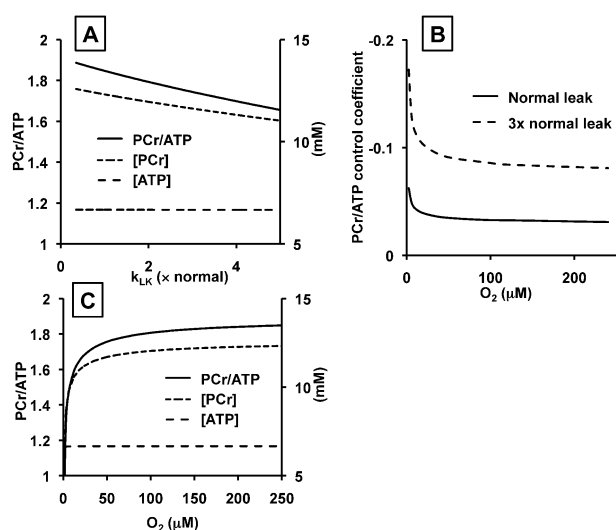 A
2
1.8
1.6
1.4
1.2
1
15
10
5
PCr/ATP
(mM)
PCr/ATP
[PCr]
[ATP]
0
2
4
k_LK (× normal)
B
-0.2
-0.1
0
PCr/ATP control coefficient
Normal leak
3x normal leak
0
100
200
O₂ (μM)
C
2
1.8
1.6
1.4
1.2
1
15
10
5
PCr/ATP
(mM)
PCr/ATP
[PCr]
[ATP]
0
50
100
150
200
250
O₂ (μM)